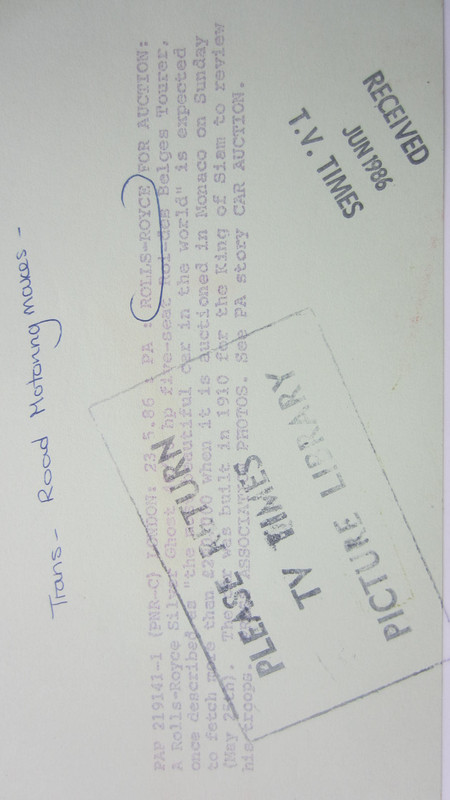 Trans- Road Motoring makes -
PAP 219141-1 (PNR-C) LONDON: 23.5.86 : PA : ROLLS-ROYCE FOR AUCTION:
A Rolls-Royce Silver Ghost hp five-seat Roi-des Belges Tourer,
once described as "the most beautiful car in the world" is expected
to fetch more than when it is auctioned in Monaco on Sunday
(May 25th). The car was built in 1910 for the King of Siam to review
his troops. PRESS ASSOCIATION PHOTOS. See PA story CAR AUCTION.
RECEIVED
JUN 1986
T.V. TIMES
PLEASE RETURN
TV TIMES
PICTURE LIBRARY